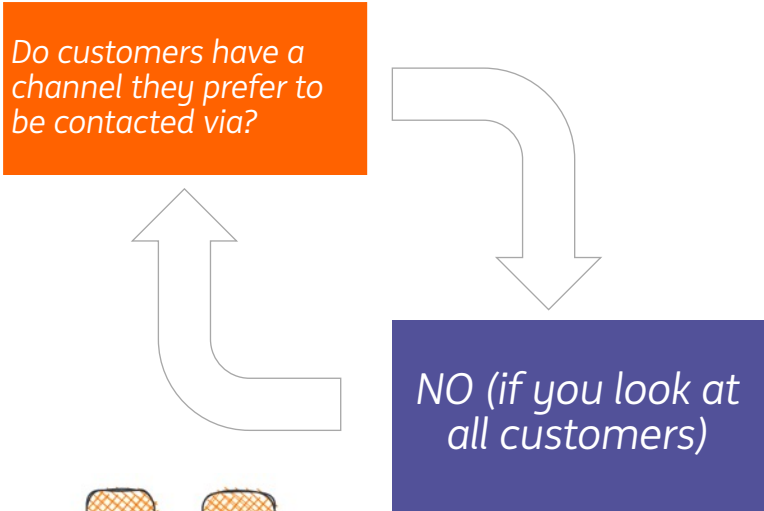 Do customers have a
channel they prefer to
be contacted via?
NO (if you look at
all customers)